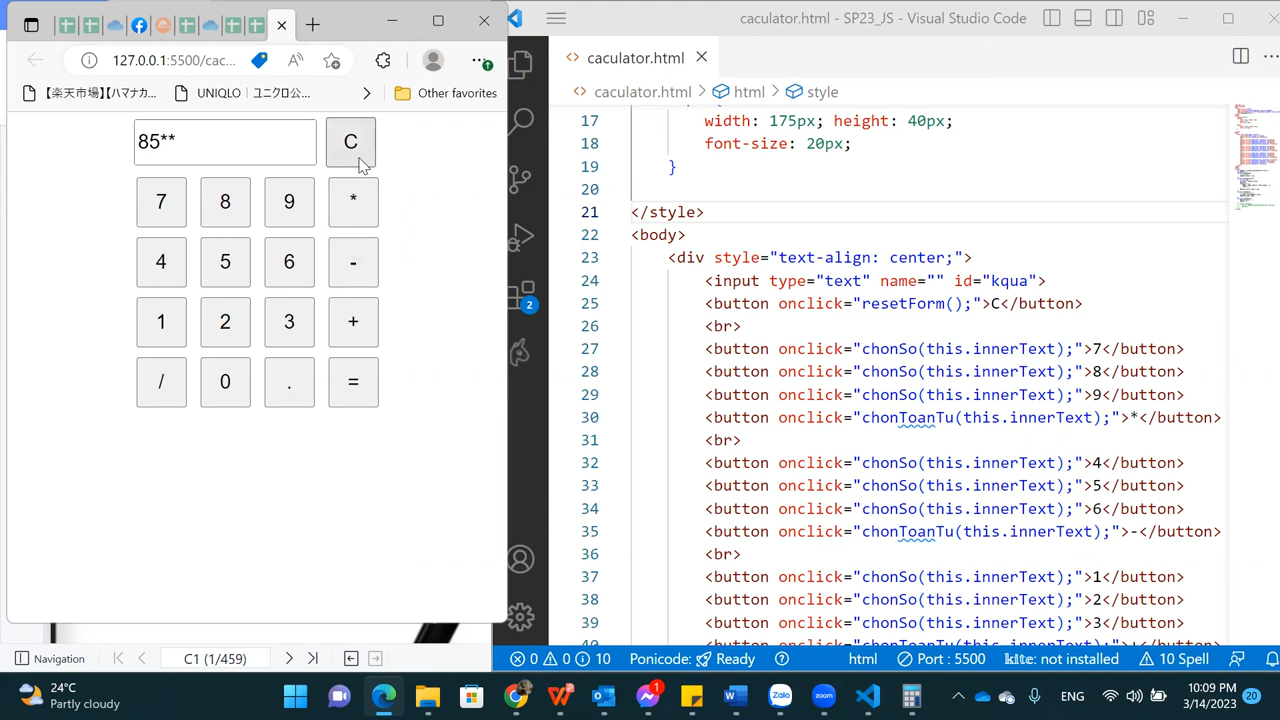 caculator.html - SP23_JS - Visual Studio Code
127.0.0.1:5500/cac...
【楽天市場】【ハマナカ...
UNIQLO｜ユニクロ公...
Other favorites
85**
C
7 8 9 *
4 5 6 -
1 2 3 +
/ 0 . =
Navigation
C1 (1/459)
caculator.html
caculator.html > html > style
17 width: 175px; height: 40px;
18 font-size: 20px;
19 }
20
21 </style>
22 <body>
23 <div style="text-align: center;">
24 <input type="text" name="" id="kqua">
25 <button onclick="resetForm();">C</button>
26 <br>
27 <button onclick="chonSo(this.innerText);">7</button>
28 <button onclick="chonSo(this.innerText);">8</button>
29 <button onclick="chonSo(this.innerText);">9</button>
30 <button onclick="chonToanTu(this.innerText);">*</button>
31 <br>
32 <button onclick="chonSo(this.innerText);">4</button>
33 <button onclick="chonSo(this.innerText);">5</button>
34 <button onclick="chonSo(this.innerText);">6</button>
35 <button onclick="chonToanTu(this.innerText);">-</button>
36 <br>
37 <button onclick="chonSo(this.innerText);">1</button>
38 <button onclick="chonSo(this.innerText);">2</button>
39 <button onclick="chonSo(this.innerText);">3</button>
2
0 0 10 Ponicode: Ready html Port : 5500 kite: not installed 10 Spell
24°C
Partly cloudy
1
Zalo
zoom
ENG
10:09 PM
3/14/2023
20